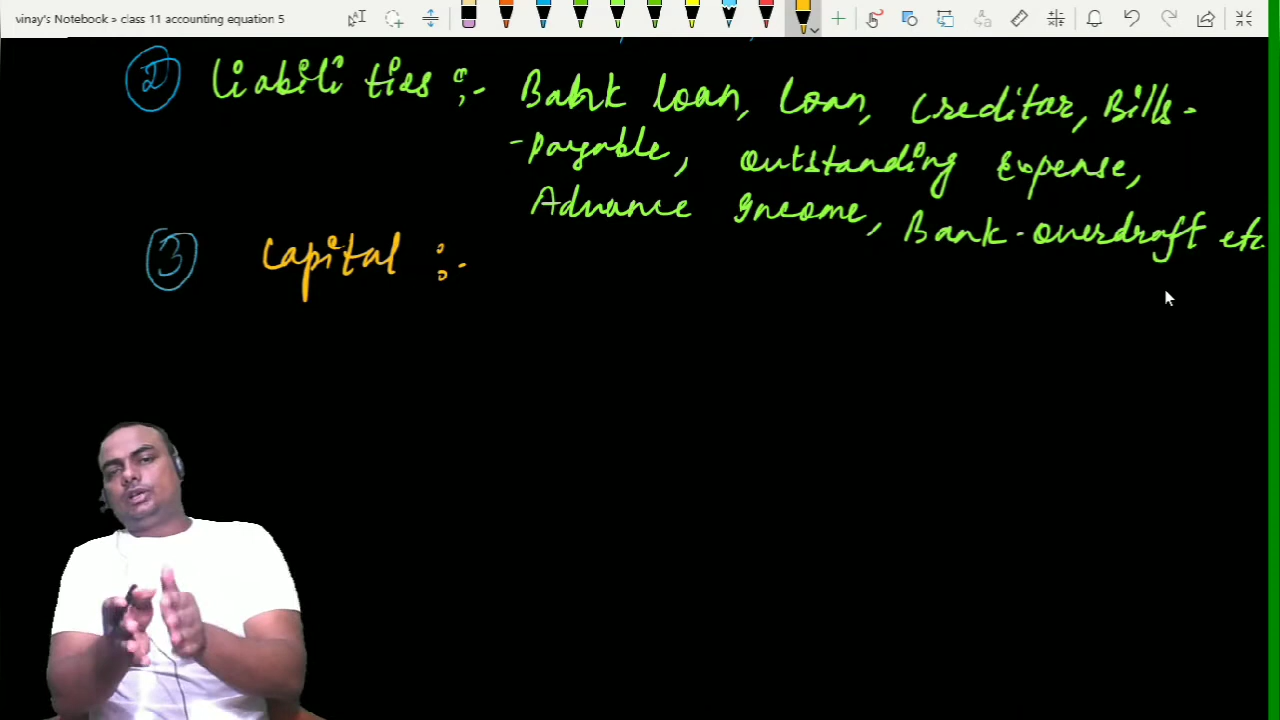 vinay's Notebook » class 11 accounting equation 5
② Liabilities :- Bank loan, Loan, Creditor, Bills-
-Payable, Outstanding Expense,
Advance Income, Bank-overdraft etc.
③ Capital :-